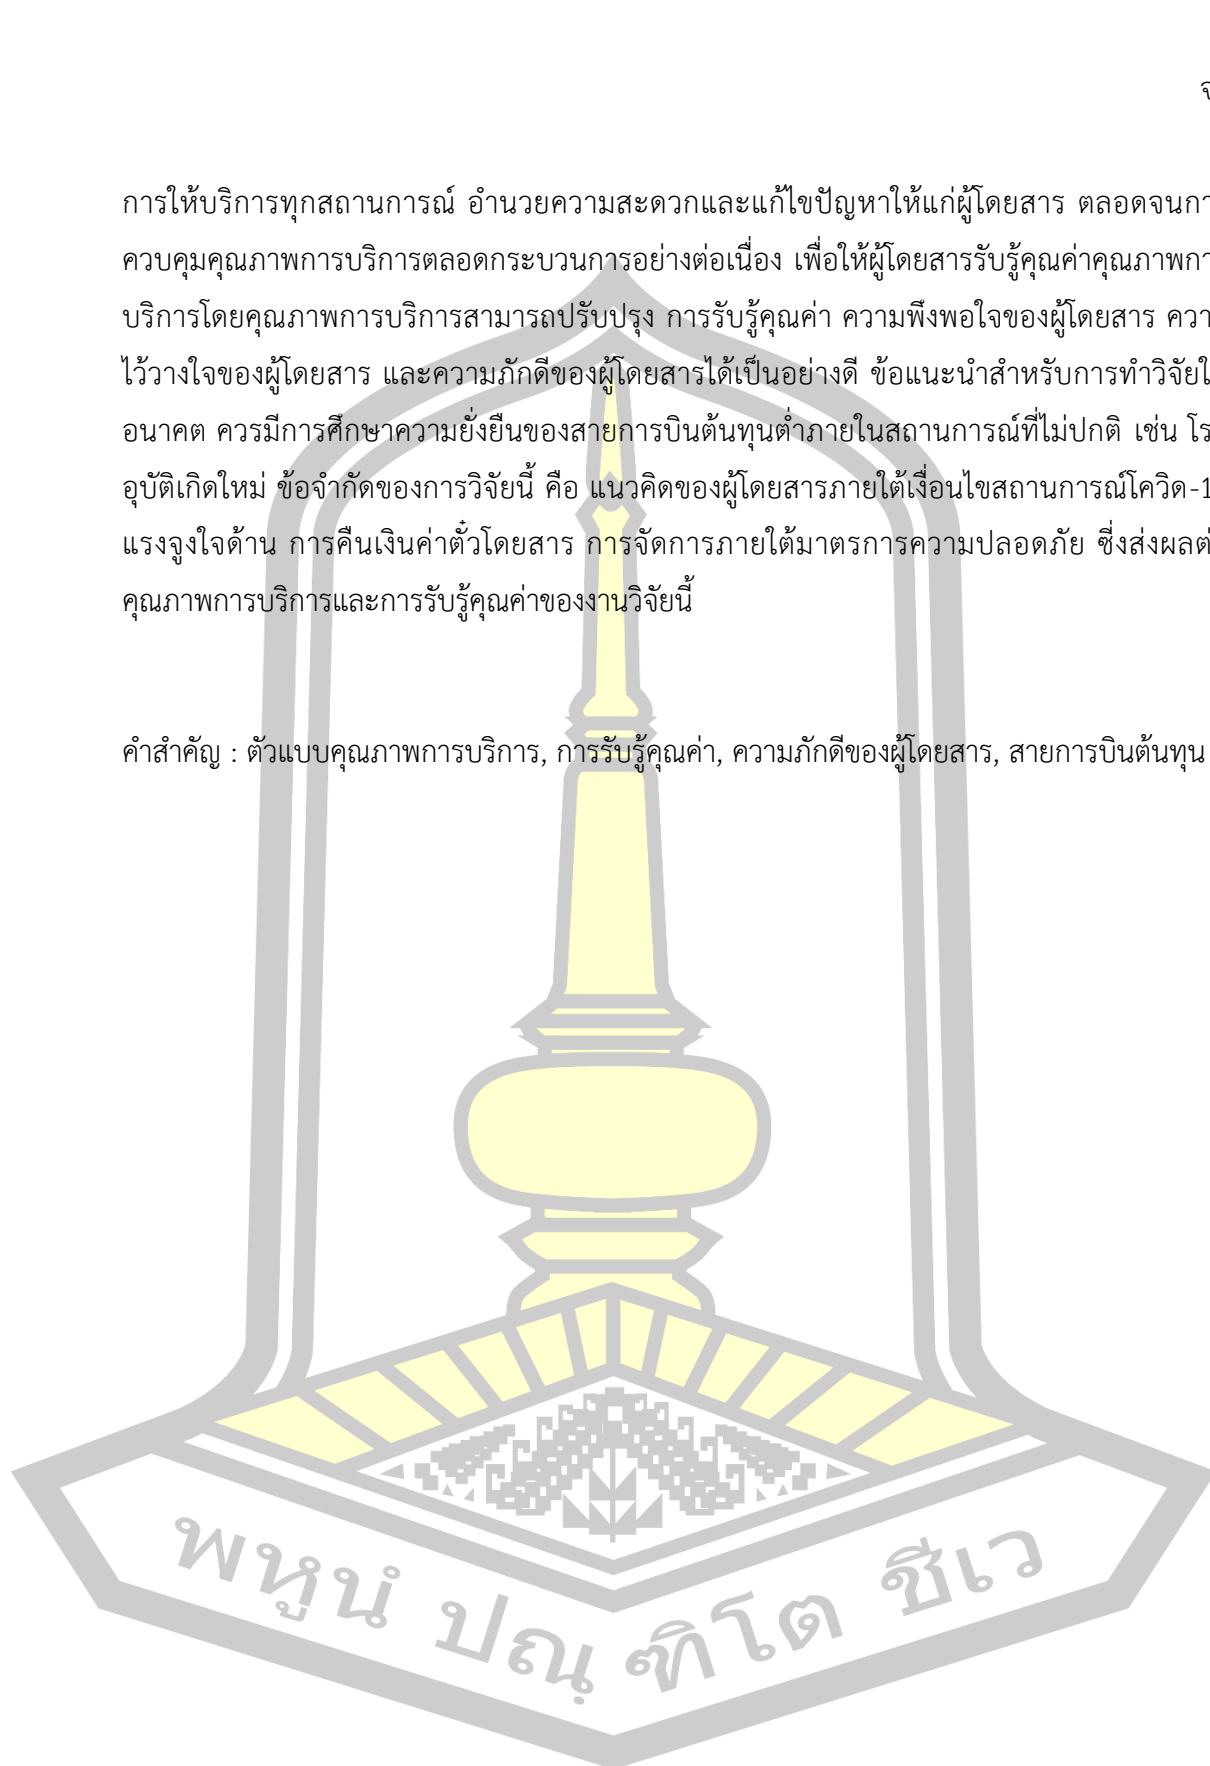 จ
การให้บริการทุกสถานการณ์ อำนวยความสะดวกและแก้ไขปัญหาให้แก่ผู้โดยสาร ตลอดจนกา
ควบคุมคุณภาพการบริการตลอดกระบวนการอย่างต่อเนื่อง เพื่อให้ผู้โดยสารรับรู้คุณค่าคุณภาพกา
บริการโดยคุณภาพการบริการสามารถปรับปรุง การรับรู้คุณค่า ความพึงพอใจของผู้โดยสาร ควา
ไว้วางใจของผู้โดยสาร และความภักดีของผู้โดยสารได้เป็นอย่างดี ข้อแนะนำสำหรับการทำวิจัยใ
อนาคต ควรมีการศึกษาความยั่งยืนของสายการบินต้นทุนต่ำภายในสถานการณ์ที่ไม่ปกติ เช่น โร
อุบัติเกิดใหม่ ข้อจำกัดของการวิจัยนี้ คือ แนวคิดของผู้โดยสารภายใต้เงื่อนไขสถานการณ์โควิด-1
แรงจูงใจด้าน การคืนเงินค่าตั๋วโดยสาร การจัดการภายใต้มาตรการความปลอดภัย ซึ่งส่งผลต่
คุณภาพการบริการและการรับรู้คุณค่าของงานวิจัยนี้
คำสำคัญ : ตัวแบบคุณภาพการบริการ, การรับรู้คุณค่า, ความภักดีของผู้โดยสาร, สายการบินต้นทุน
พหูนํ ปณฺฑิโต ชีเว